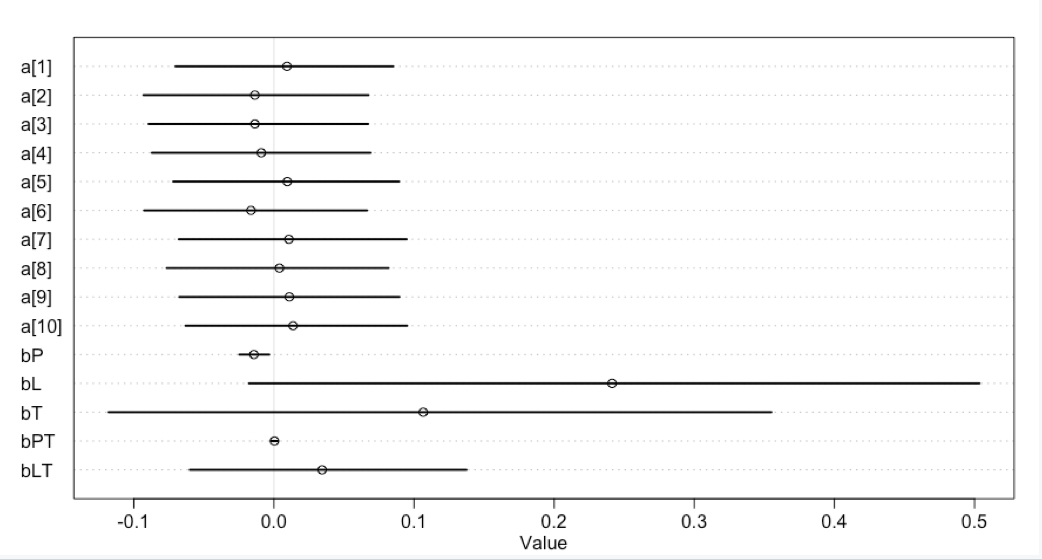 a[1]
a[2]
a[3]
a[4]
a[5]
a[6]
a[7]
a[8]
a[9]
a[10]
bP
bL
bT
bPT
bLT
-0.1 0.0 0.1 0.2 0.3 0.4 0.5
Value